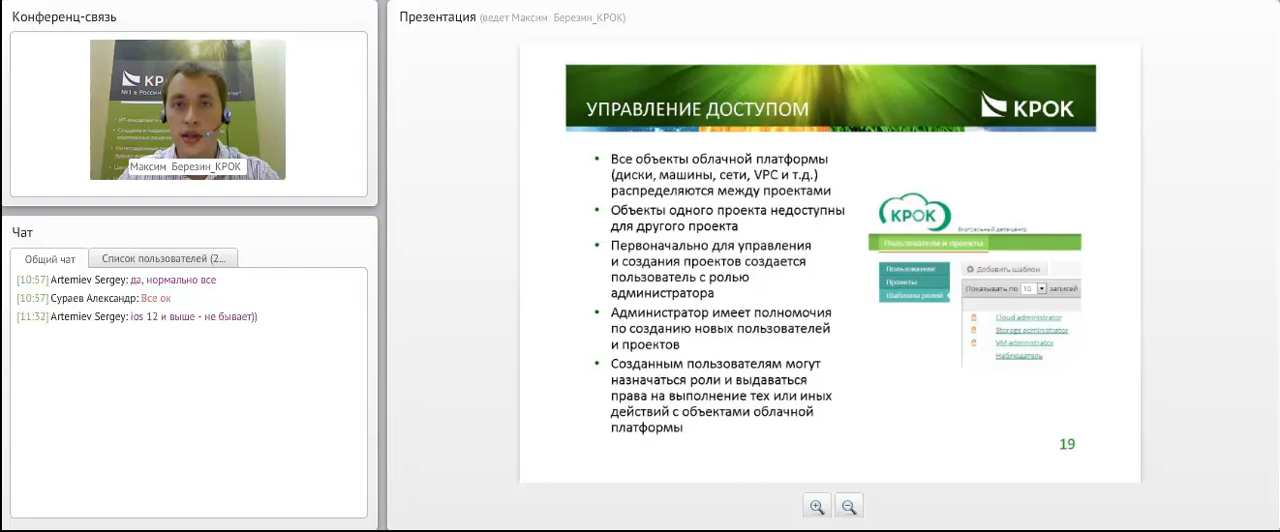 Конференц-связь
КР
№1 в России
Максим Березин_КРОК
Чат
Общий чат
Список пользователей (2...
[10:57] Artemiev Sergey: да, нормально все
[10:57] Сураев Александр: Все ок
[11:32] Artemiev Sergey: ios 12 и выше - не бывает))
Презентация (ведет Максим Березин_КРОК)
УПРАВЛЕНИЕ ДОСТУПОМ
КРОК
• Все объекты облачной платформы
(диски, машины, сети, VPC и т.д.)
распределяются между проектами
• Объекты одного проекта недоступны
для другого проекта
• Первоначально для управления
и создания проектов создается
пользователь с ролью
администратора
• Администратор имеет полномочия
по созданию новых пользователей
и проектов
• Созданным пользователям могут
назначаться роли и выдаваться
права на выполнение тех или иных
действий с объектами облачной
платформы
КРОК
Виртуальный датацентр
Пользователи и проекты
Пользователи
Проекты
Шаблоны ролей
Добавить шаблон
Показывать по 10 записей
Cloud administrator
Storage administrator
VM administrator
Наблюдатель
19